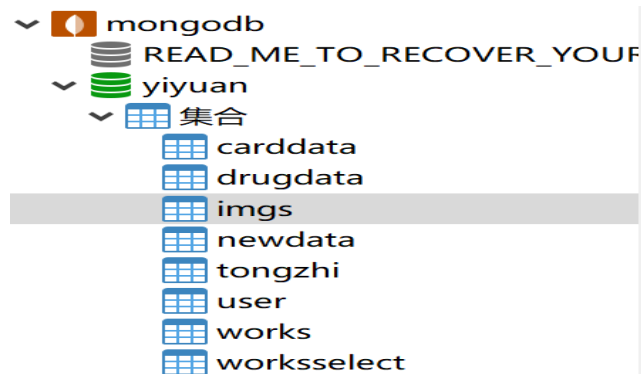 mongodb
READ_ME_TO_RECOVER_YOUR
yiyuan
集合
carddata
drugdata
imgs
newdata
tongzhi
user
works
worksselect